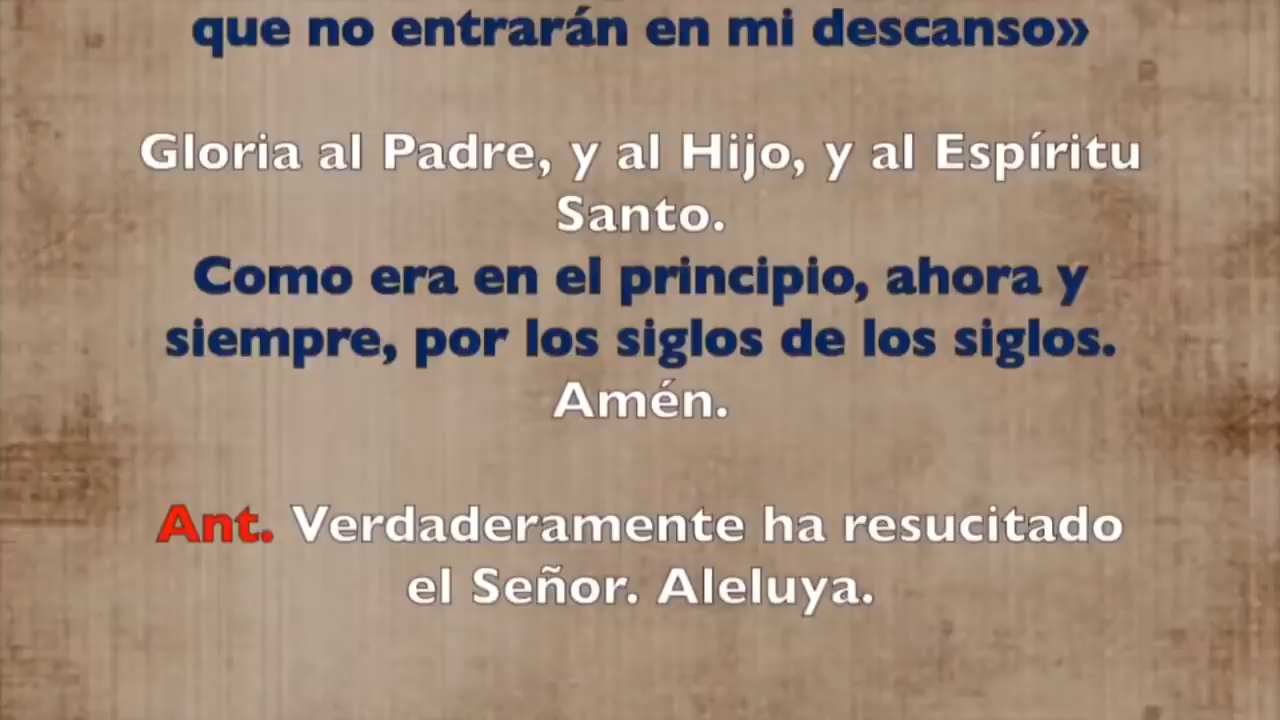 que no entrarán en mi descanso»
Gloria al Padre, y al Hijo, y al Espíritu
Santo.
Como era en el principio, ahora y
siempre, por los siglos de los siglos.
Amén.
Ant. Verdaderamente ha resucitado
el Señor. Aleluya.